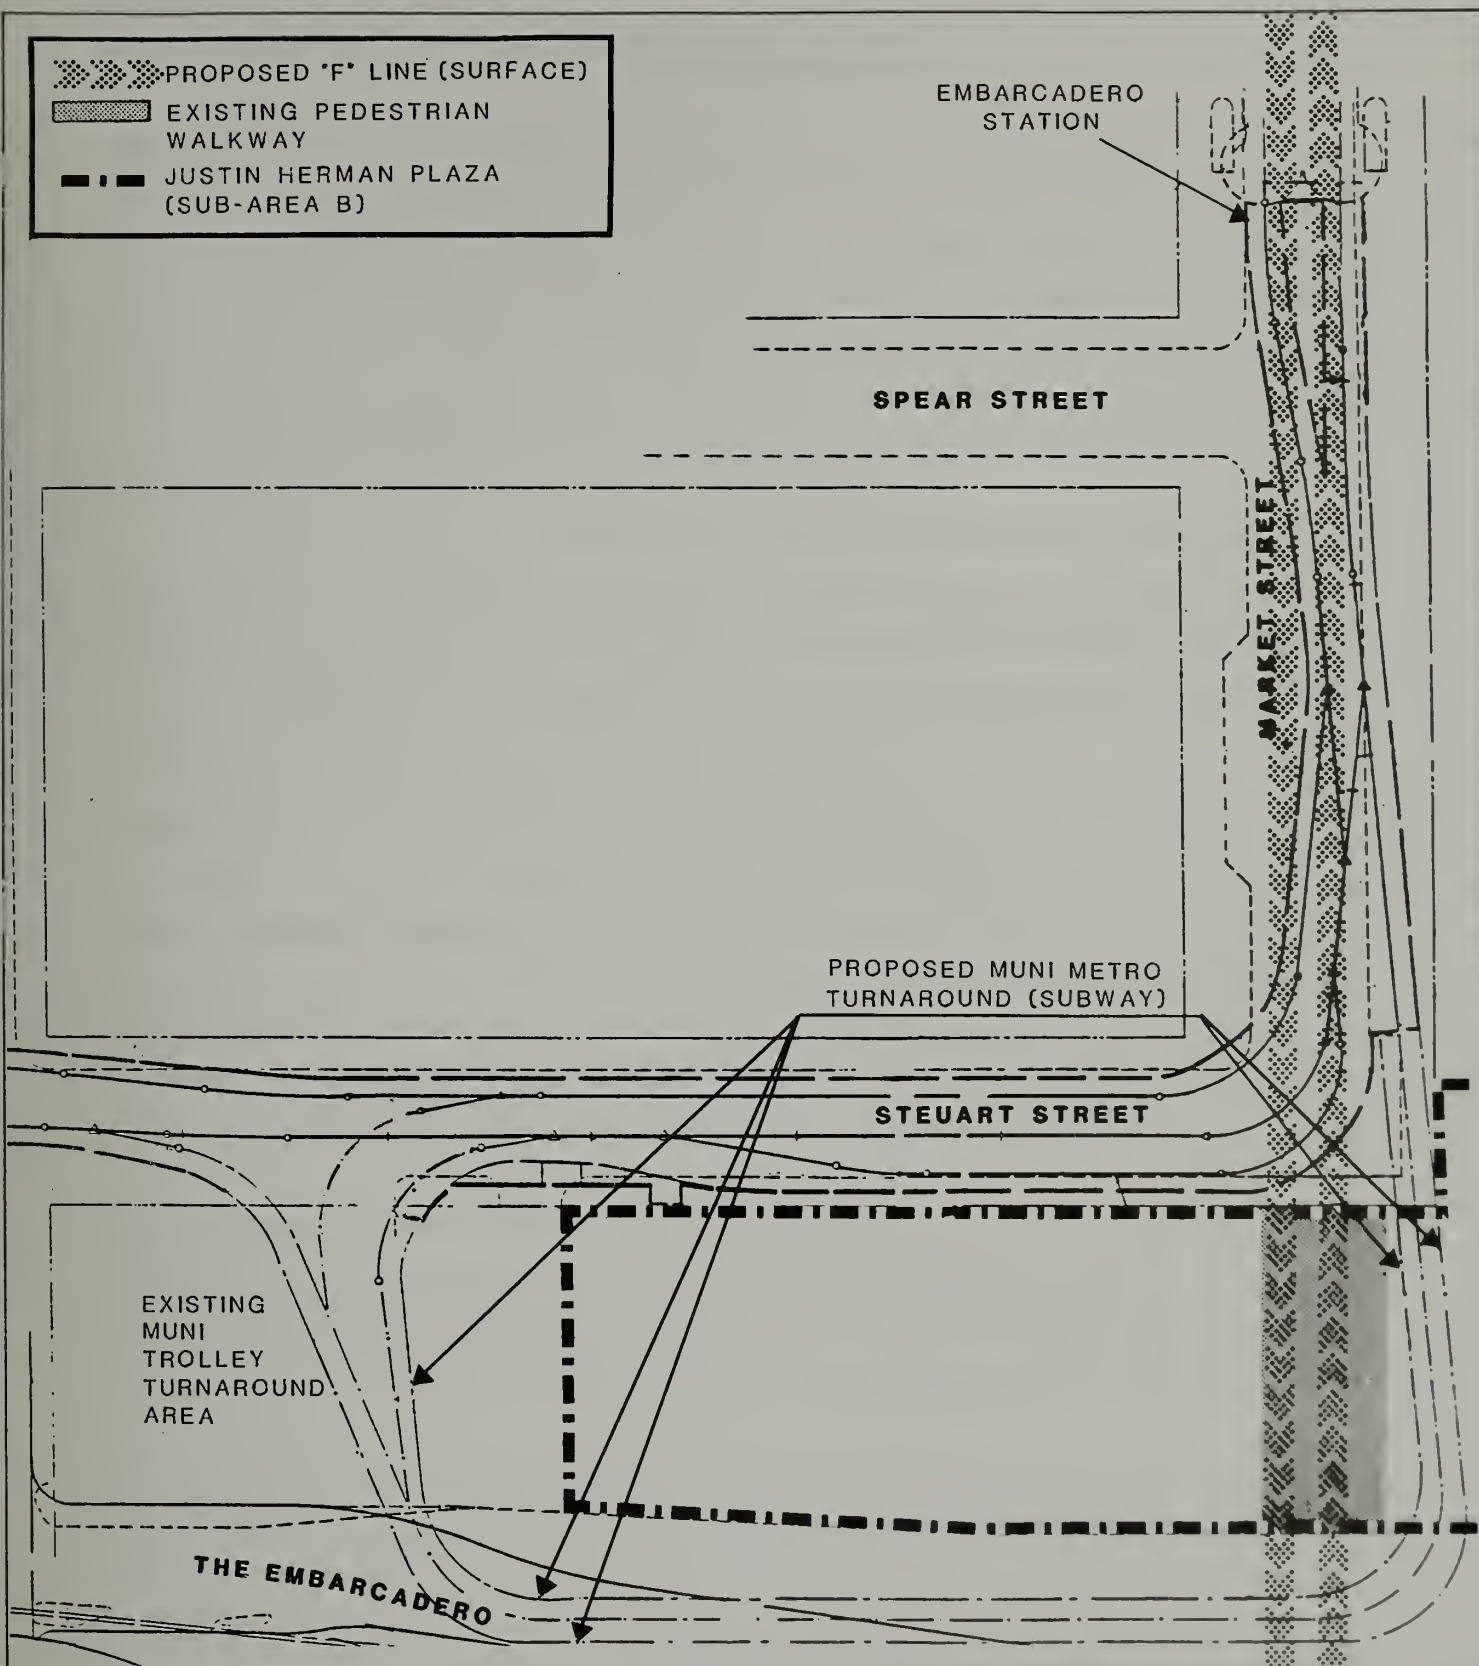 PROPOSED "F" LINE (SURFACE)
EXISTING PEDESTRIAN
WALKWAY
JUSTIN HERMAN PLAZA
(SUB-AREA B)
EMBARCADERO
STATION
SPEAR STREET
MARKET STREET
PROPOSED MUNI METRO
TURNAROUND (SUBWAY)
STEUART STREET
EXISTING
MUNI
TROLLEY
TURNAROUND
AREA
THE EMBARCADERO